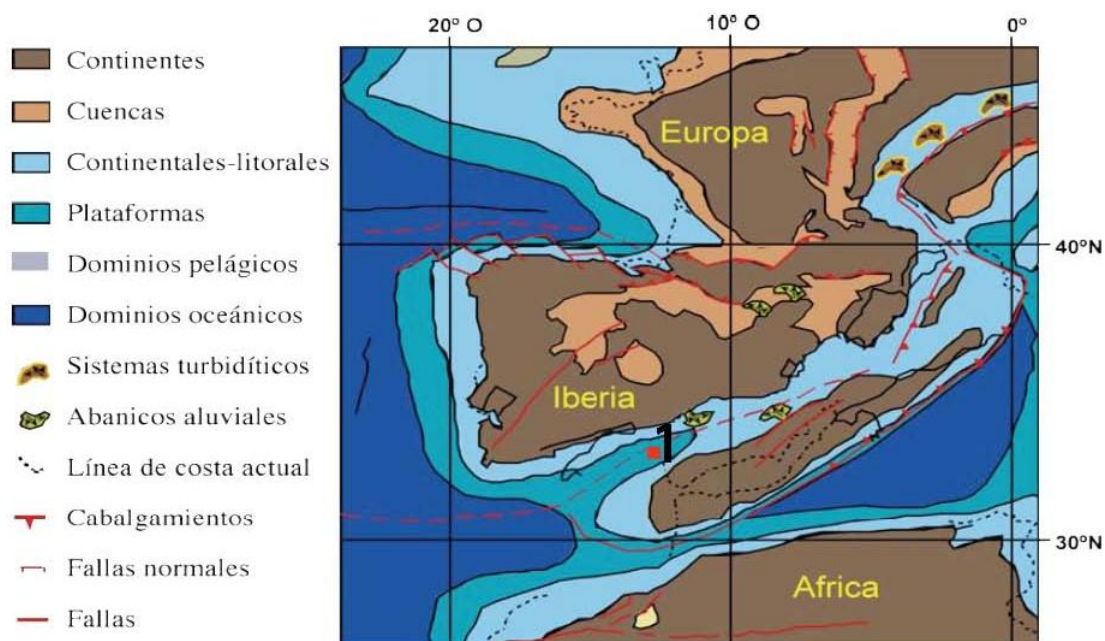 20° O
10° O
0°
Continentes
Cuencas
Continentales-litorales
Plataformas
Dominios pelágicos
Dominios oceánicos
Sistemas turbidíticos
Abanicos aluviales
Línea de costa actual
Cabalgamientos
Fallas normales
Fallas
Europa
40°N
Iberia
1
30°N
Africa